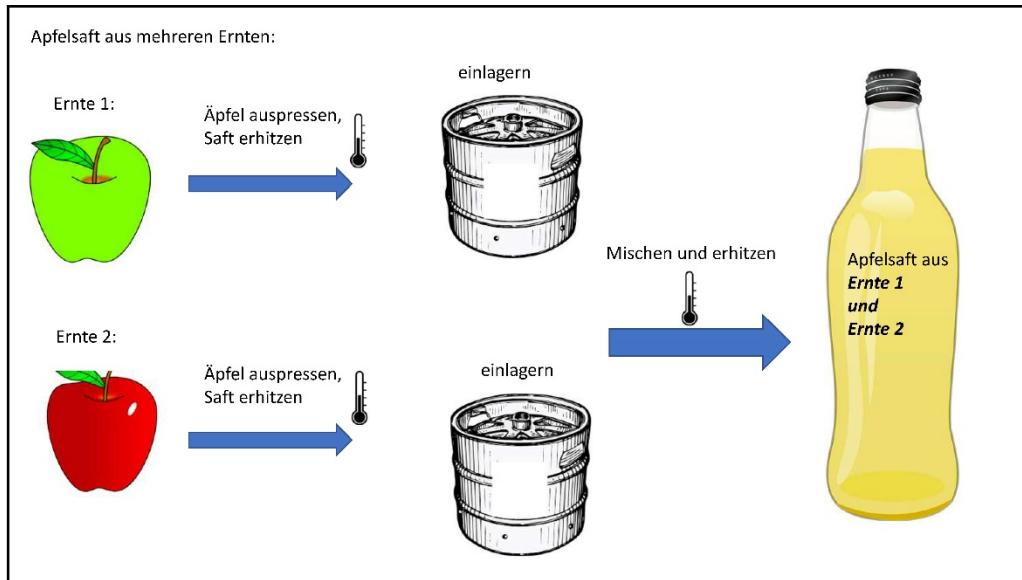 Apfelsaft aus mehreren Ernten:
Ernte 1:
Äpfel auspressen,
Saft erhitzen
einlagern
Ernte 2:
Äpfel auspressen,
Saft erhitzen
einlagern
Mischen und erhitzen
Apfelsaft aus
Ernte 1
und
Ernte 2